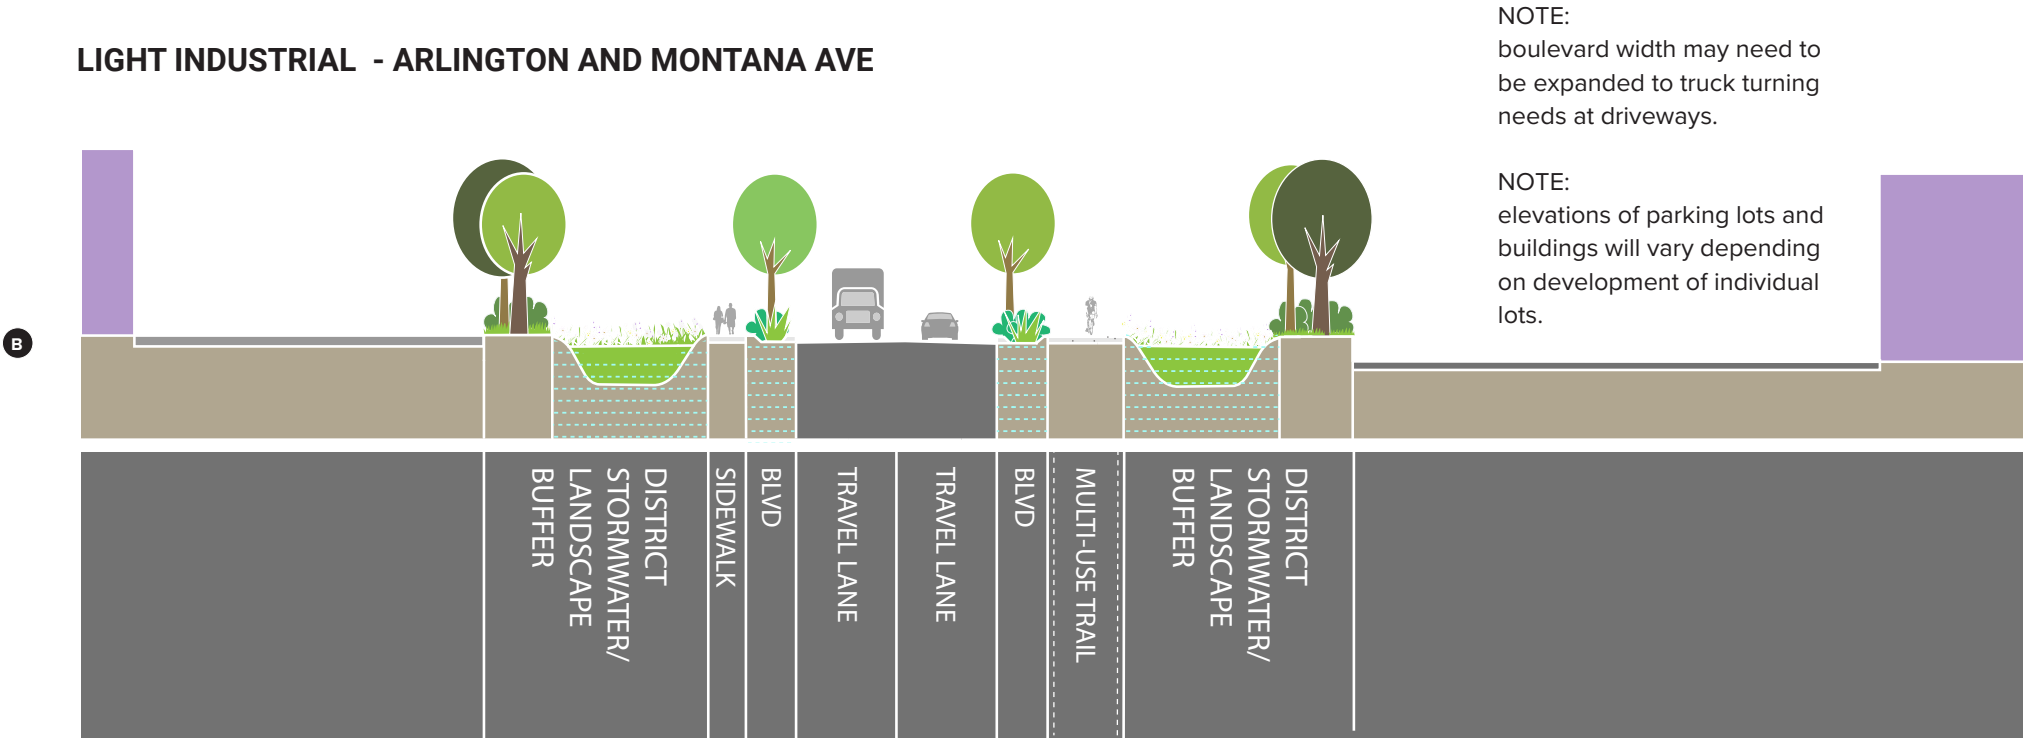 LIGHT INDUSTRIAL - ARLINGTON AND MONTANA AVE
NOTE:
boulevard width may need to
be expanded to truck turning
needs at driveways.
NOTE:
elevations of parking lots and
buildings will vary depending
on development of individual
lots.
B
DISTRICT
STORMWATER/
LANDSCAPE
BUFFER
SIDEWALK
BLVD
TRAVEL LANE
TRAVEL LANE
BLVD
MULTI-USE TRAIL
DISTRICT
STORMWATER/
LANDSCAPE
BUFFER